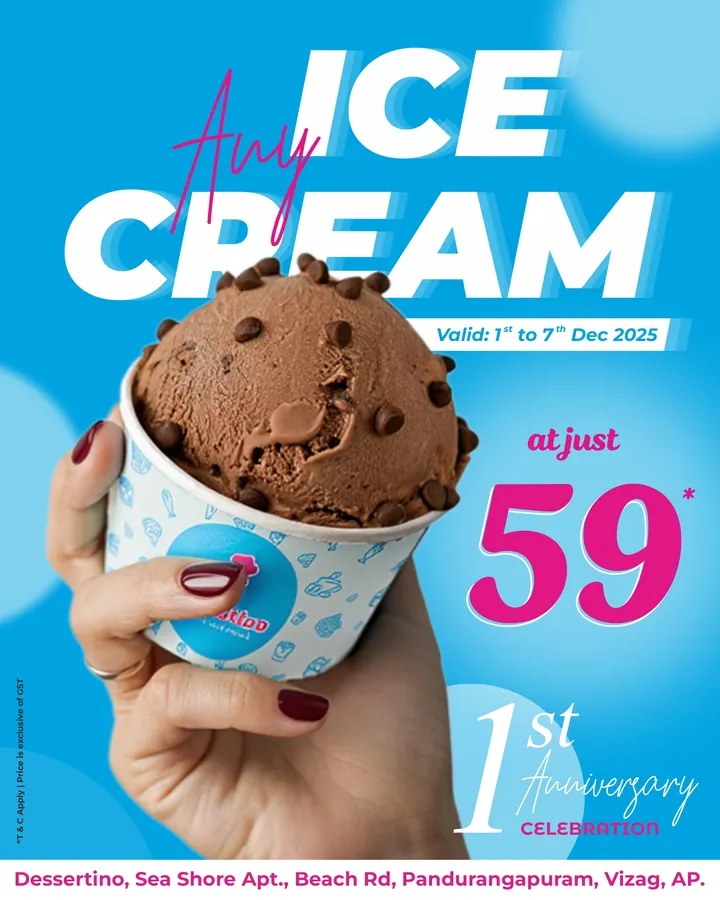 Any ICE
CREAM
Valid: 1st to 7th Dec 2025
at just
59*
1st
Anniversary
CELEBRATION
*T & C Apply | Price is exclusive of GST
Dessertino, Sea Shore Apt., Beach Rd, Pandurangapuram, Vizag, AP.